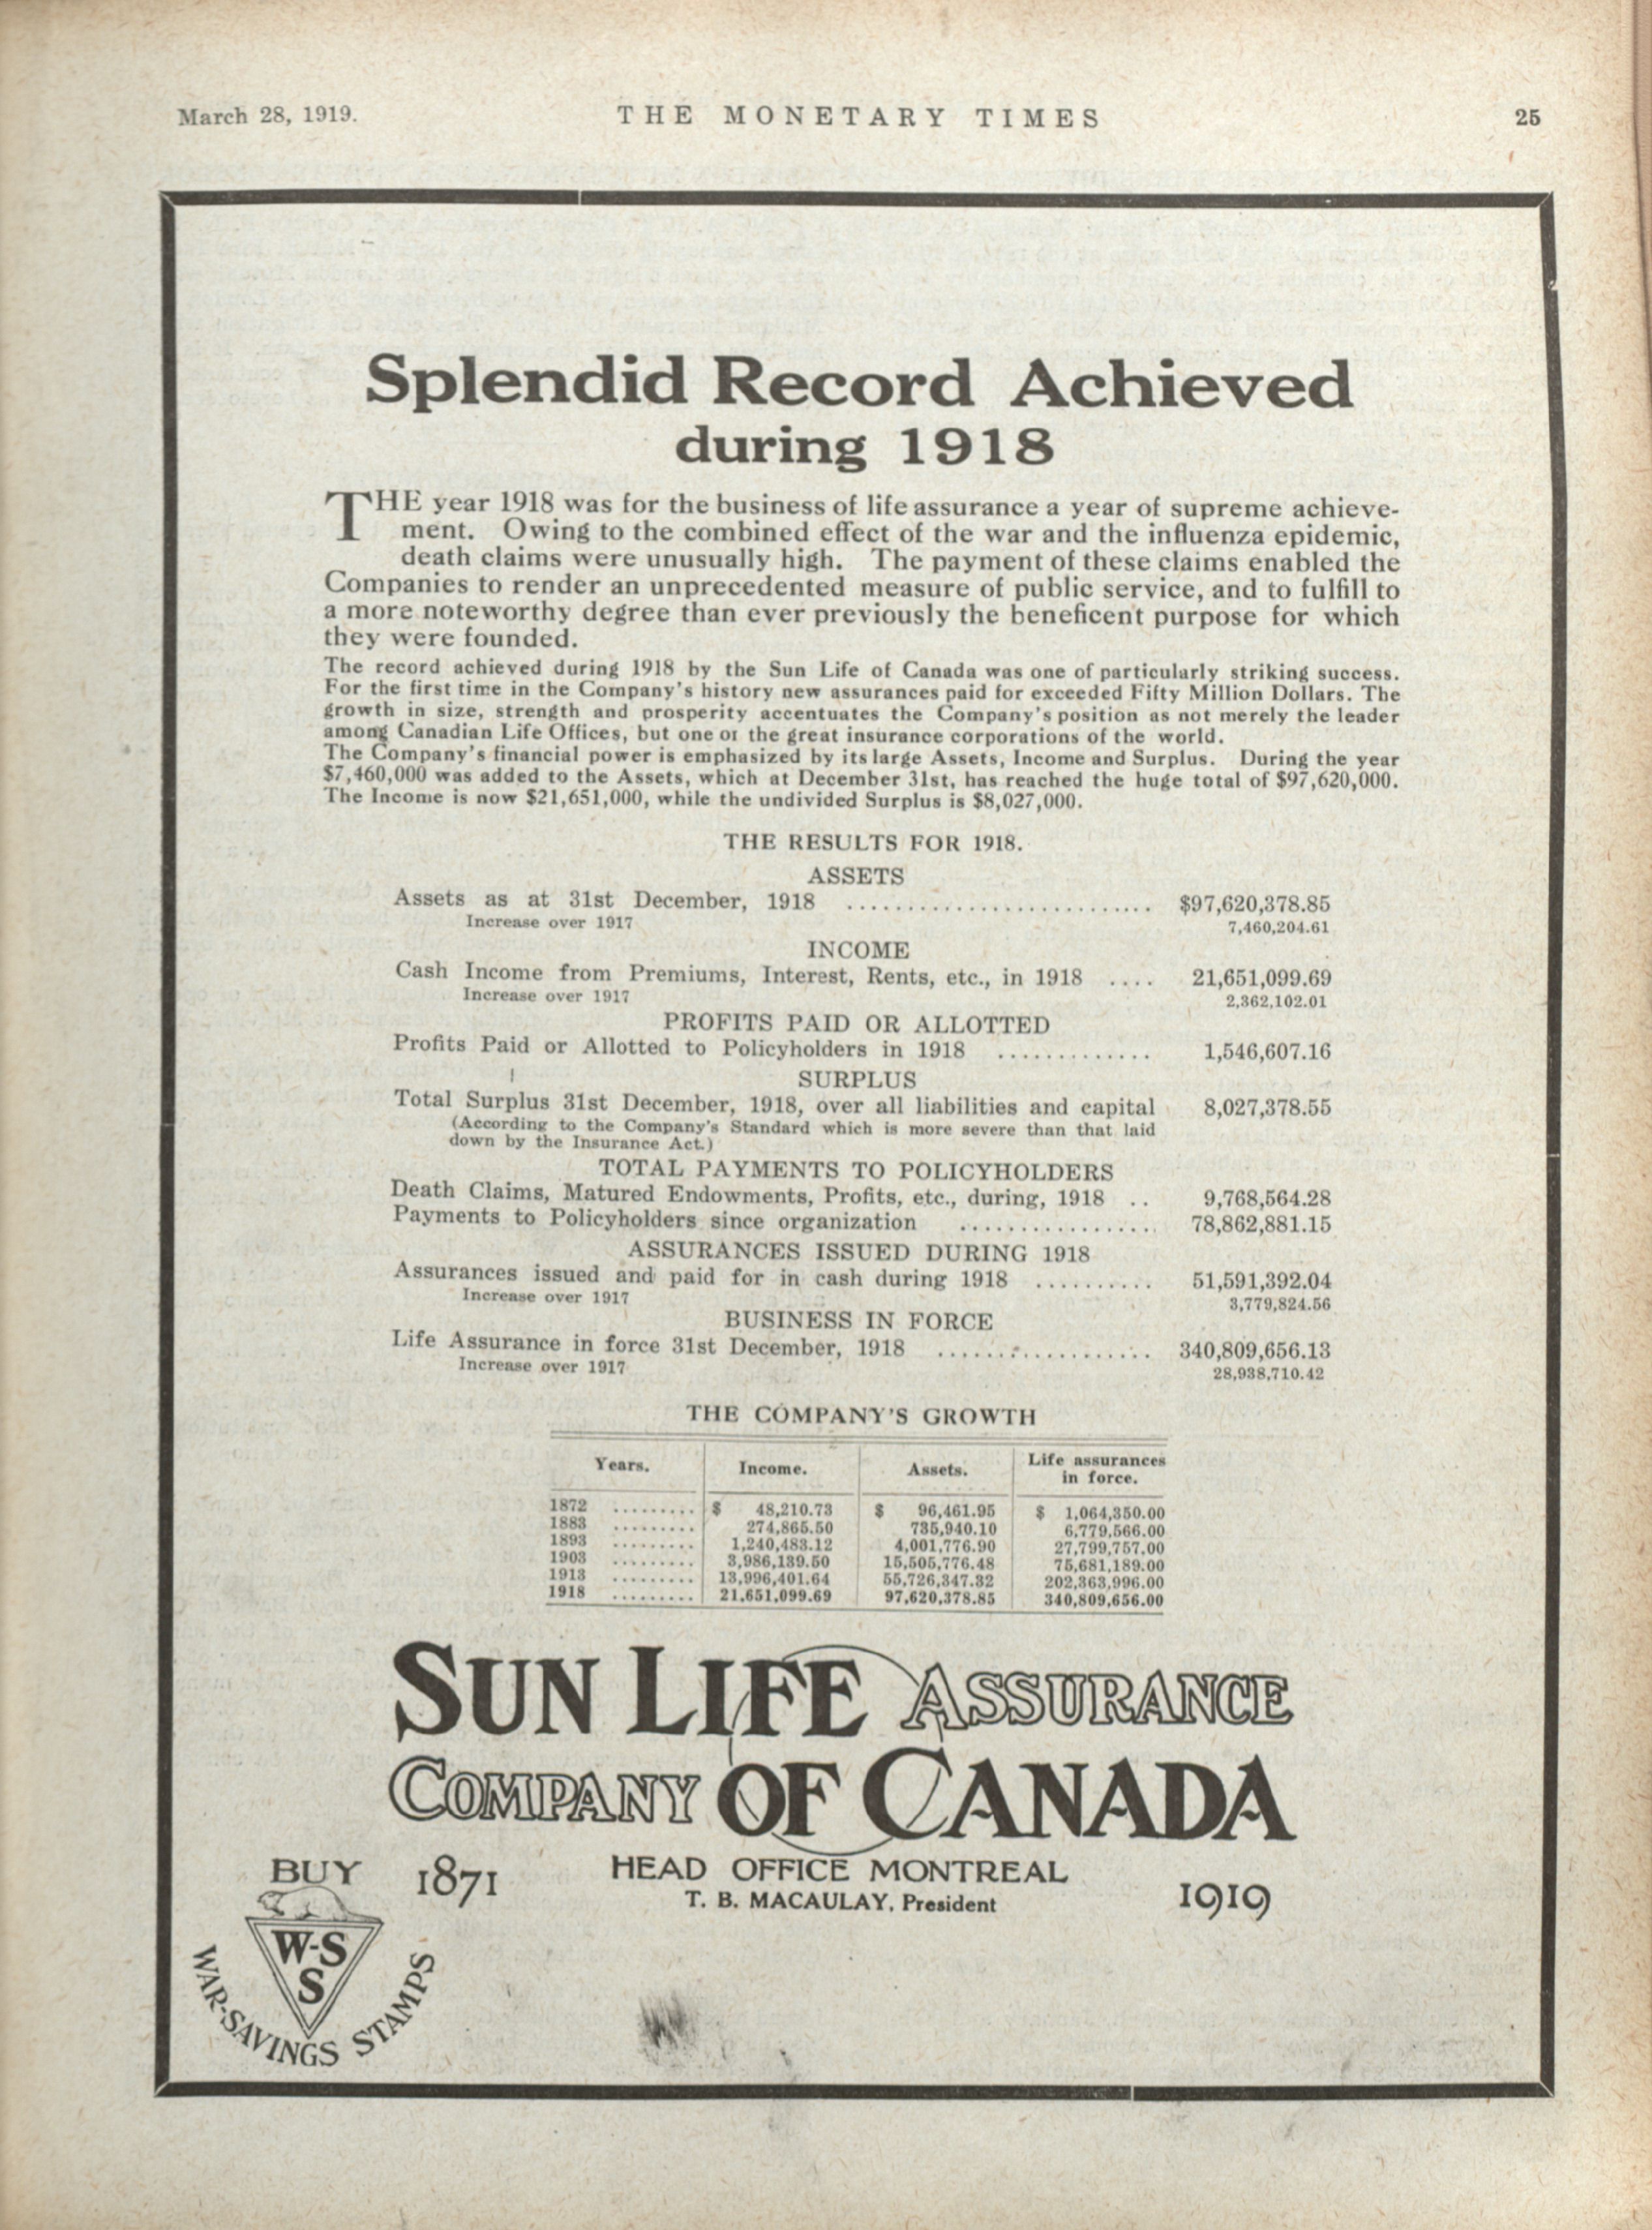 March 28, 1919.
THE MONETARY TIMES
25
Splendid Record Achieved
during 1918
THE year 1918 was for the business of life assurance a year of supreme achieve-
ment. Owing to the combined effect of the war and the influenza epidemic,
death claims were unusually high. The payment of these claims enabled the
Companies to render an unprecedented measure of public service, and to fulfill to
a more noteworthy degree than ever previously the beneficent purpose for which
they were founded.
The record achieved during 1918 by the Sun Life of Canada was one of particularly striking success.
For the first time in the Company's history new assurances paid for exceeded Fifty Million Dollars. The
growth in size, strength and prosperity accentuates the Company's position as not merely the leader
among Canadian Life Offices, but one of the great insurance corporations of the world.
The Company's financial power is emphasized by its large Assets, Income and Surplus. During the year
$7,460,000 was added to the Assets, which at December 31st, has reached the huge total of $97,620,000.
The Income is now $21,651,000, while the undivided Surplus is $8,027,000.
THE RESULTS FOR 1918.
ASSETS
Assets as at 31st December, 1918 .......................... $97,620,378.85
Increase over 1917 7,460,204.61
INCOME
Cash Income from Premiums, Interest, Rents, etc., in 1918 .... 21,651,099.69
Increase over 1917 2,362,102.01
PROFITS PAID OR ALLOTTED
Profits Paid or Allotted to Policyholders in 1918 ............. 1,546,607.16
SURPLUS
Total Surplus 31st December, 1918, over all liabilities and capital 8,027,378.55
(According to the Company's Standard which is more severe than that laid
down by the Insurance Act.)
TOTAL PAYMENTS TO POLICYHOLDERS
Death Claims, Matured Endowments, Profits, etc., during, 1918 .. 9,768,564.28
Payments to Policyholders since organization ................. 78,862,881.15
ASSURANCES ISSUED DURING 1918
Assurances issued and paid for in cash during 1918 .......... 51,591,392.04
Increase over 1917 3,779,824.56
BUSINESS IN FORCE
Life Assurance in force 31st December, 1918 ................... 340,809,656.13
Increase over 1917 28,938,710.42
THE COMPANY'S GROWTH
Years. Income. Assets. Life assurances
in force.
1872 ......... $ 48,210.73 $ 96,461.95 $ 1,064,350.00
1883 ......... 274,865.50 735,940.10 6,779,566.00
1893 ......... 1,240,483.12 4,001,776.90 27,799,757.00
1903 ......... 3,986,139.50 15,505,776.48 75,681,189.00
1913 ......... 13,996,401.64 55,726,347.32 202,363,996.00
1918 ......... 21,651,099.69 97,620,378.85 340,809,656.00
SUN LIFE ASSURANCE
COMPANY OF CANADA
1871
HEAD OFFICE MONTREAL
T. B. MACAULAY, President
1919
BUY
W-S
S
WAR-SAVINGS STAMPS